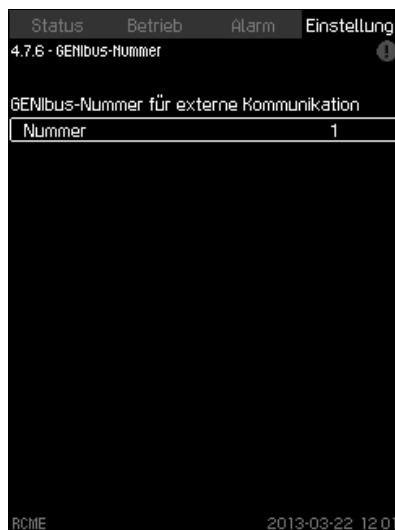 Status Betrieb Alarm Einstellung
4.7.6 - GENIbus-Nummer
GENIbus-Nummer für externe Kommunikation
Nummer 1
RCME 2013-03-22 12:01